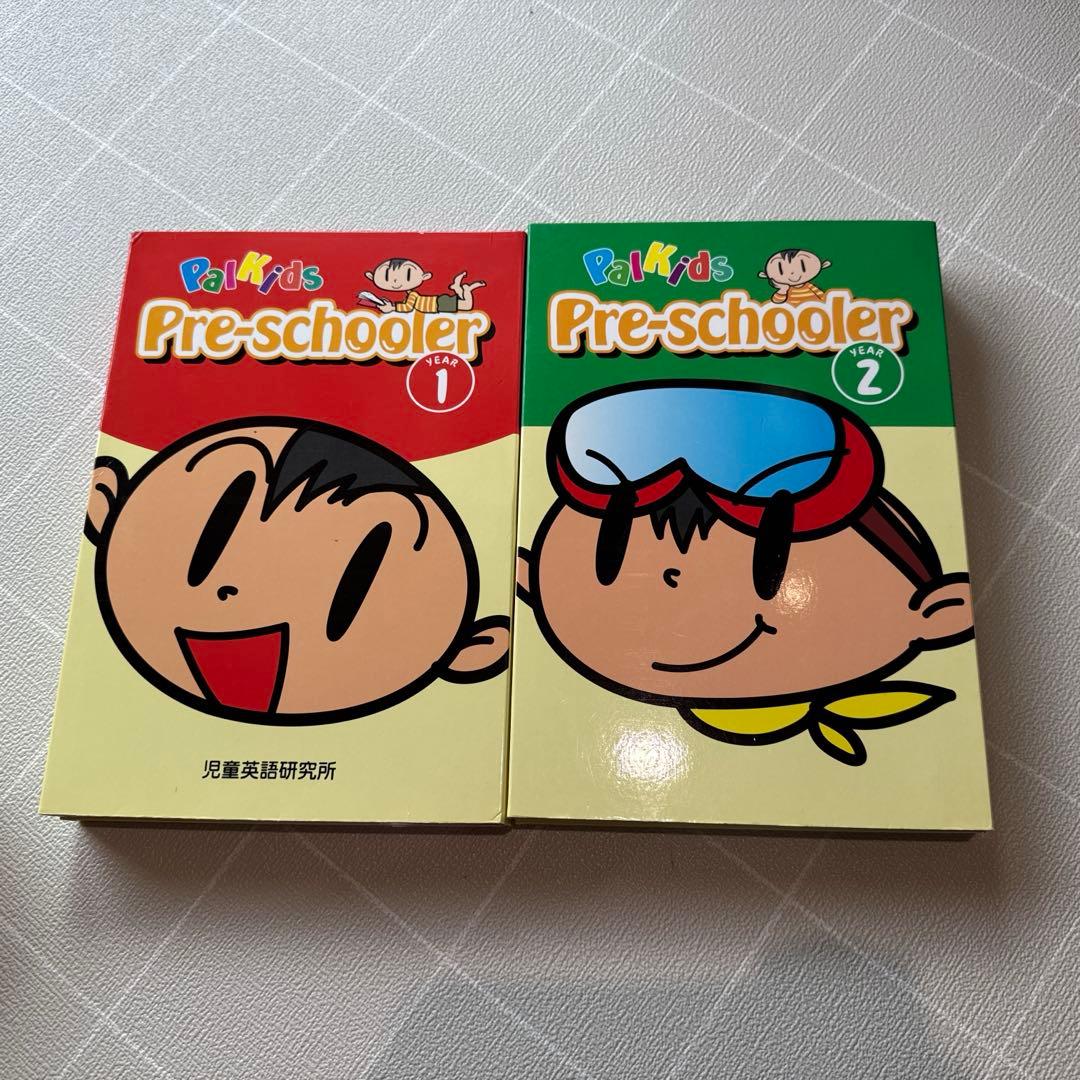 PalKids
Pre-schooler
YEAR
1
児童英語研究所
PalKids
Pre-schooler
YEAR
2